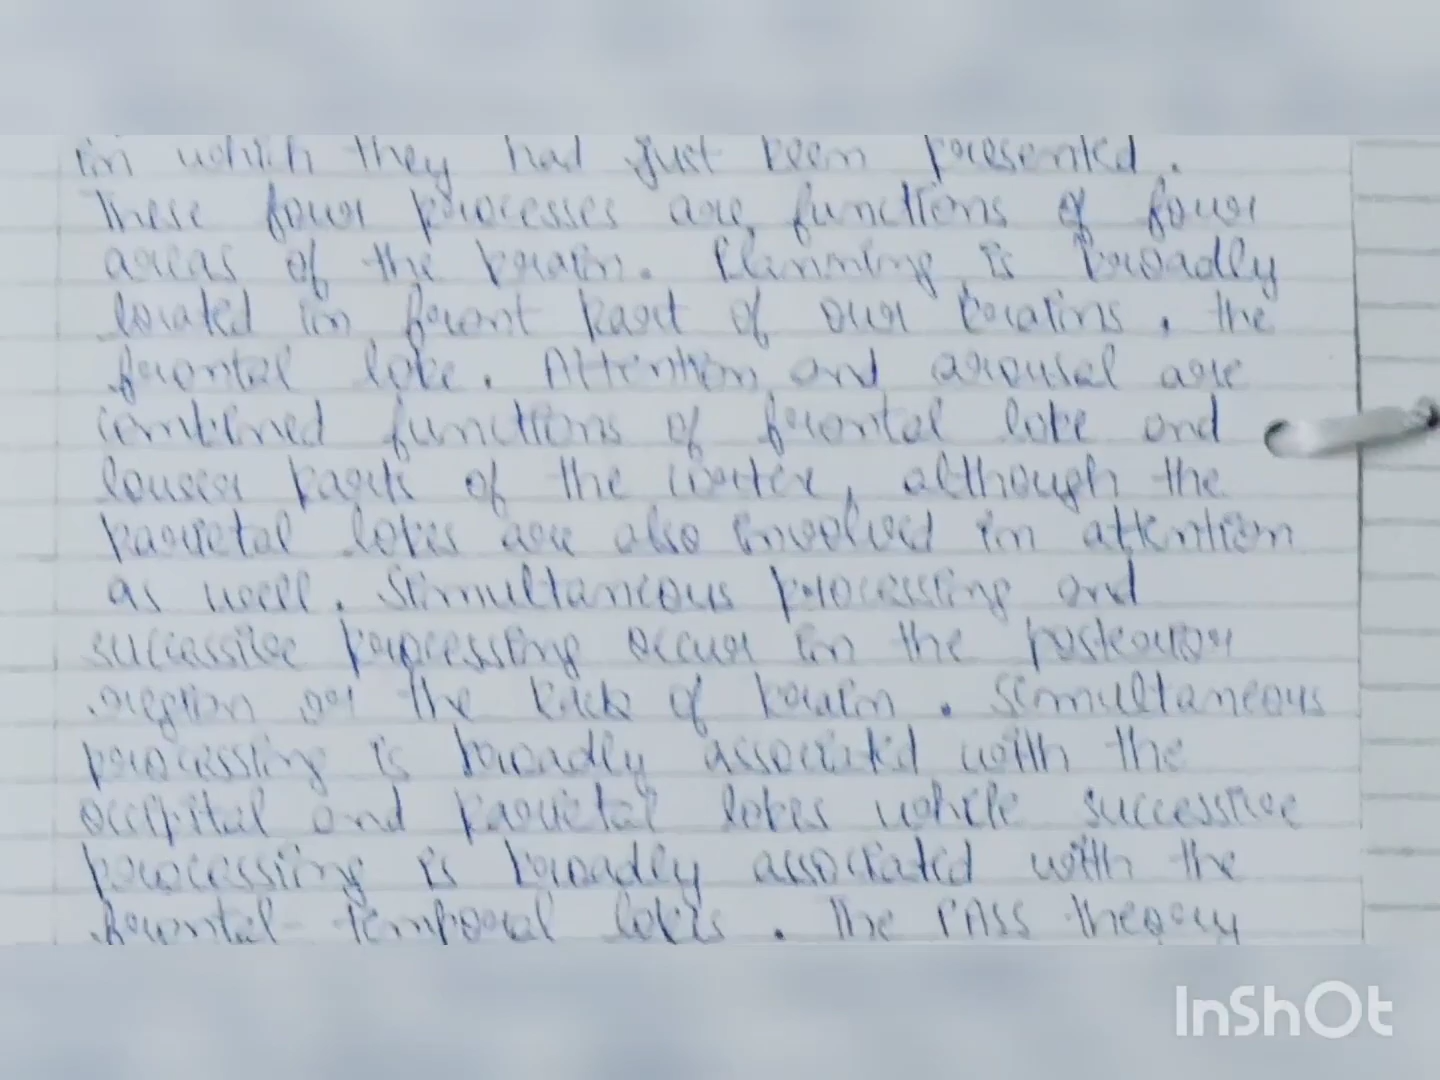 in which they had just been presented.
These four processes are functions of four
areas of the brain. Planning is broadly
located in front part of our brains, the
frontal lobe. Attention and arousal are
combined functions of frontal lobe and
lower parts of the cortex, although the
parietal lobes are also involved in attention
as well. Simultaneous processing and
successive processing occur in the posterior
region or the back of brain. Simultaneous
processing is broadly associated with the
occipital and parietal lobes while successive
processing is broadly associated with the
frontal-temporal lobes. The PASS theory
InShOt